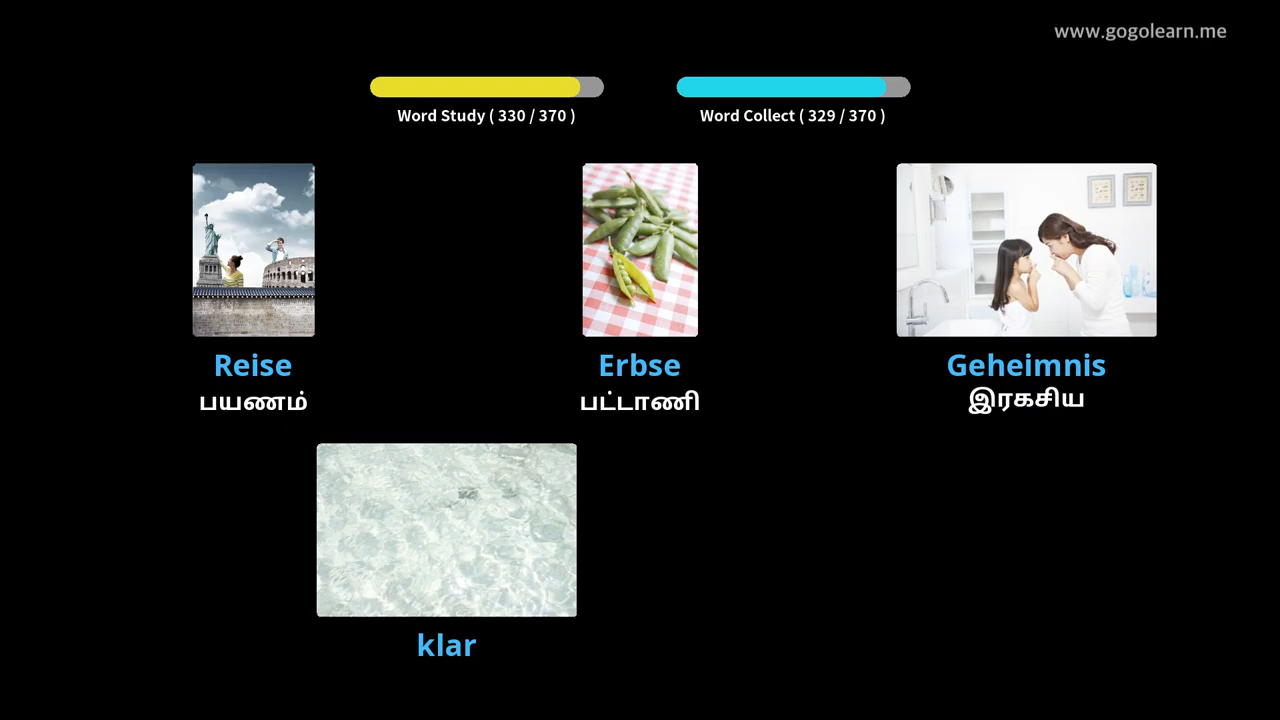 www.gogolearn.me
Word Study ( 330 / 370 )
Word Collect ( 329 / 370 )
Reise
பயணம்
Erbse
பட்டாணி
Geheimnis
இரகசிய
klar